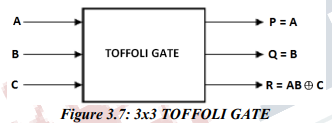 A P = A
B TOFFOLI GATE Q = B
C R = AB ⊕ C
Figure 3.7: 3x3 TOFFOLI GATE